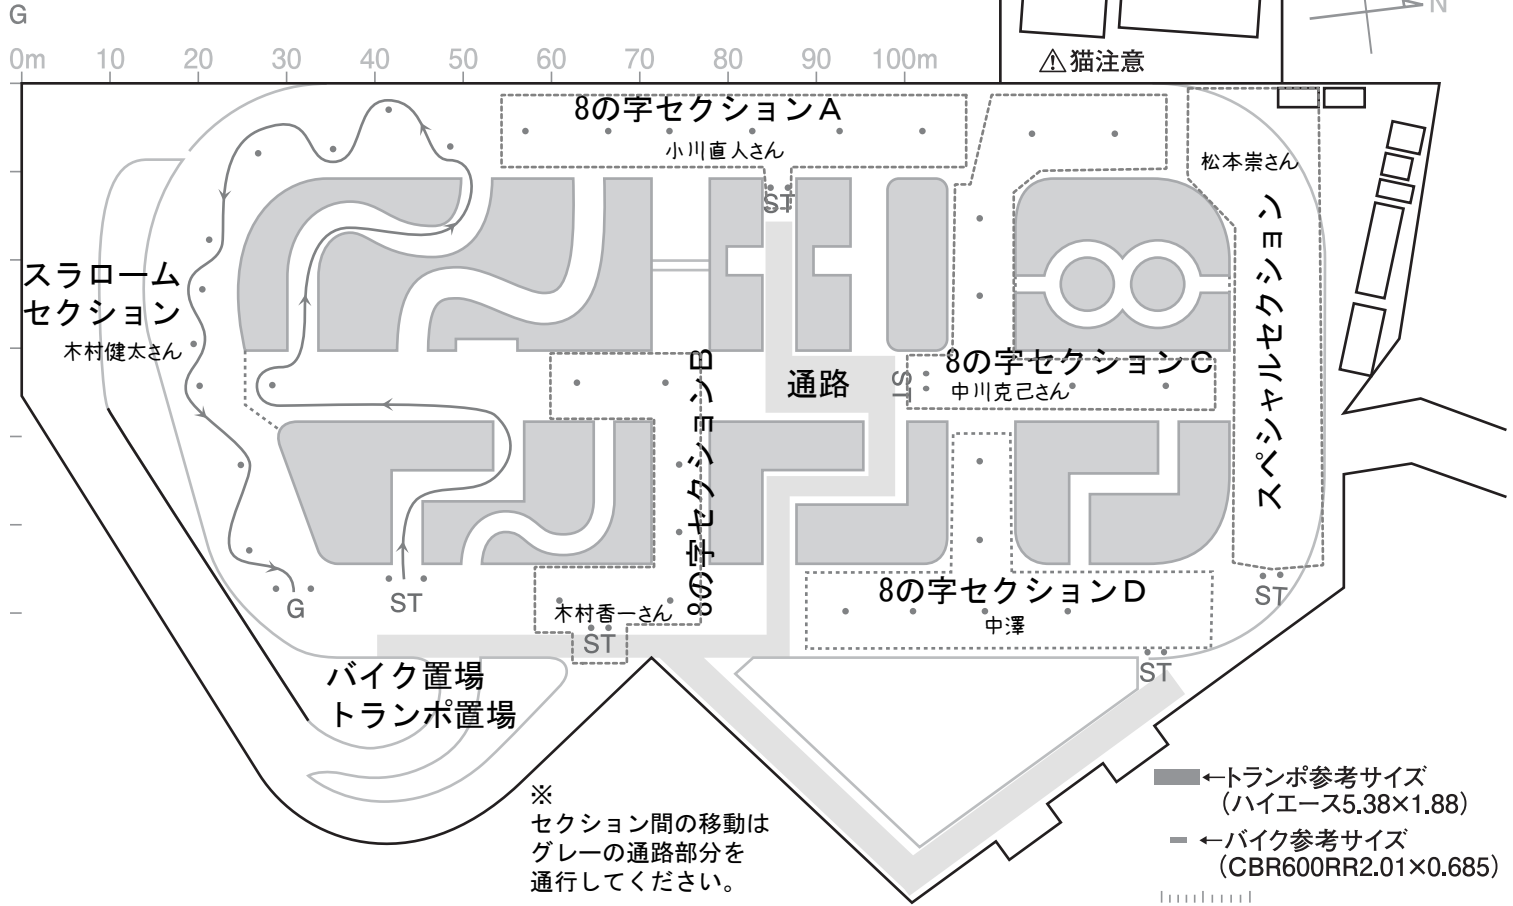 G
N
0m 10 20 30 40 50 60 70 80 90 100m
⚠猫注意
8の字セクションA
小川直人さん
ST
松本崇さん
スペシャルセクション
ST
スラローム
セクション
木村健太さん
8の字セクションB
木村香一さん
ST
通路
ST
8の字セクションC
中川克己さん
8の字セクションD
中澤
ST
G
ST
バイク置場
トランポ置場
※
セクション間の移動は
グレーの通路部分を
通行してください。
←トランポ参考サイズ
(ハイエース5.38×1.88)
←バイク参考サイズ
(CBR600RR2.01×0.685)